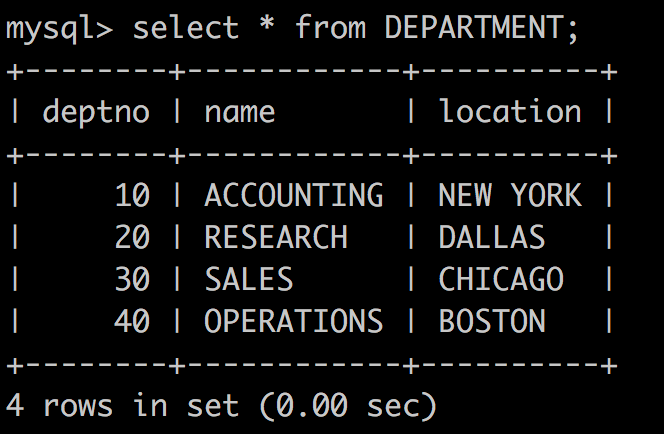 mysql> select * from DEPARTMENT;
+--------+------------+----------+
| deptno | name       | location |
+--------+------------+----------+
|     10 | ACCOUNTING | NEW YORK |
|     20 | RESEARCH   | DALLAS   |
|     30 | SALES      | CHICAGO  |
|     40 | OPERATIONS | BOSTON   |
+--------+------------+----------+
4 rows in set (0.00 sec)